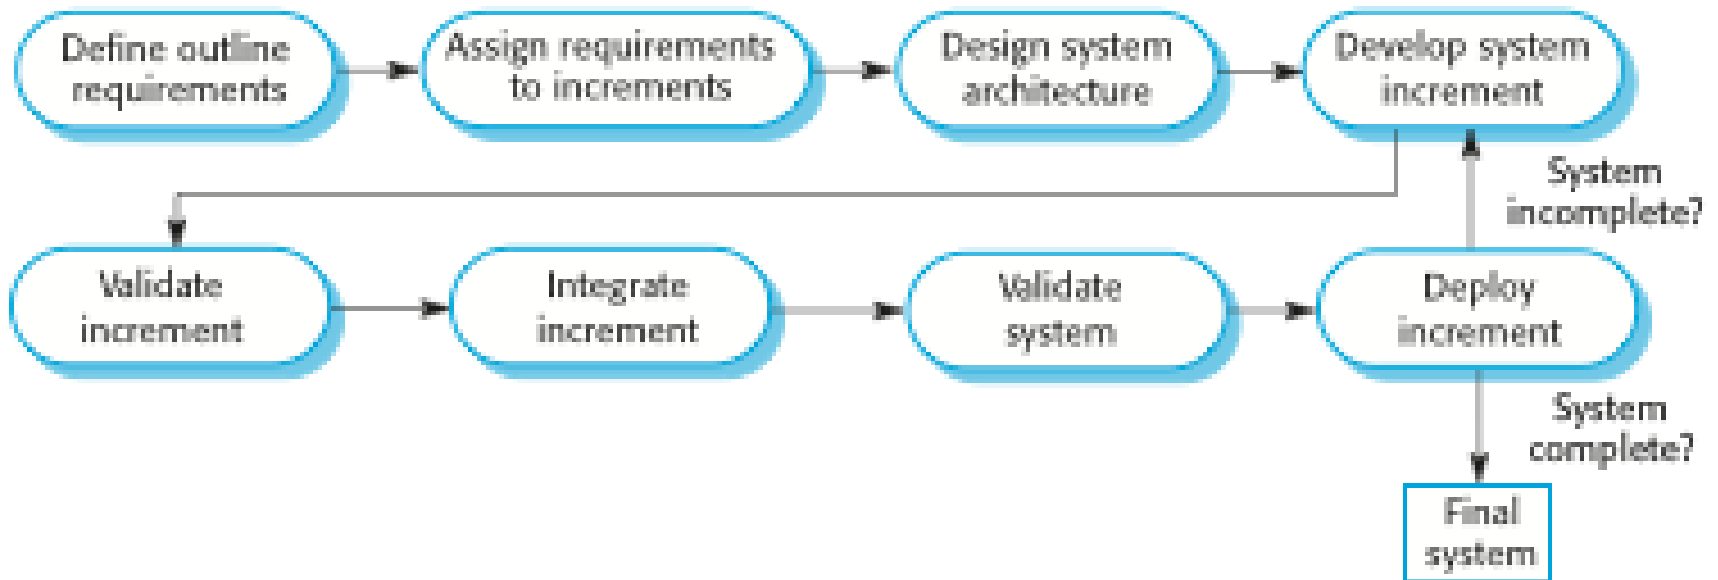 Define outline
requirements
Assign requirements
to increments
Design system
architecture
Develop system
increment
System
incomplete?
Validate
increment
Integrate
increment
Validate
system
Deploy
increment
System
complete?
Final
system